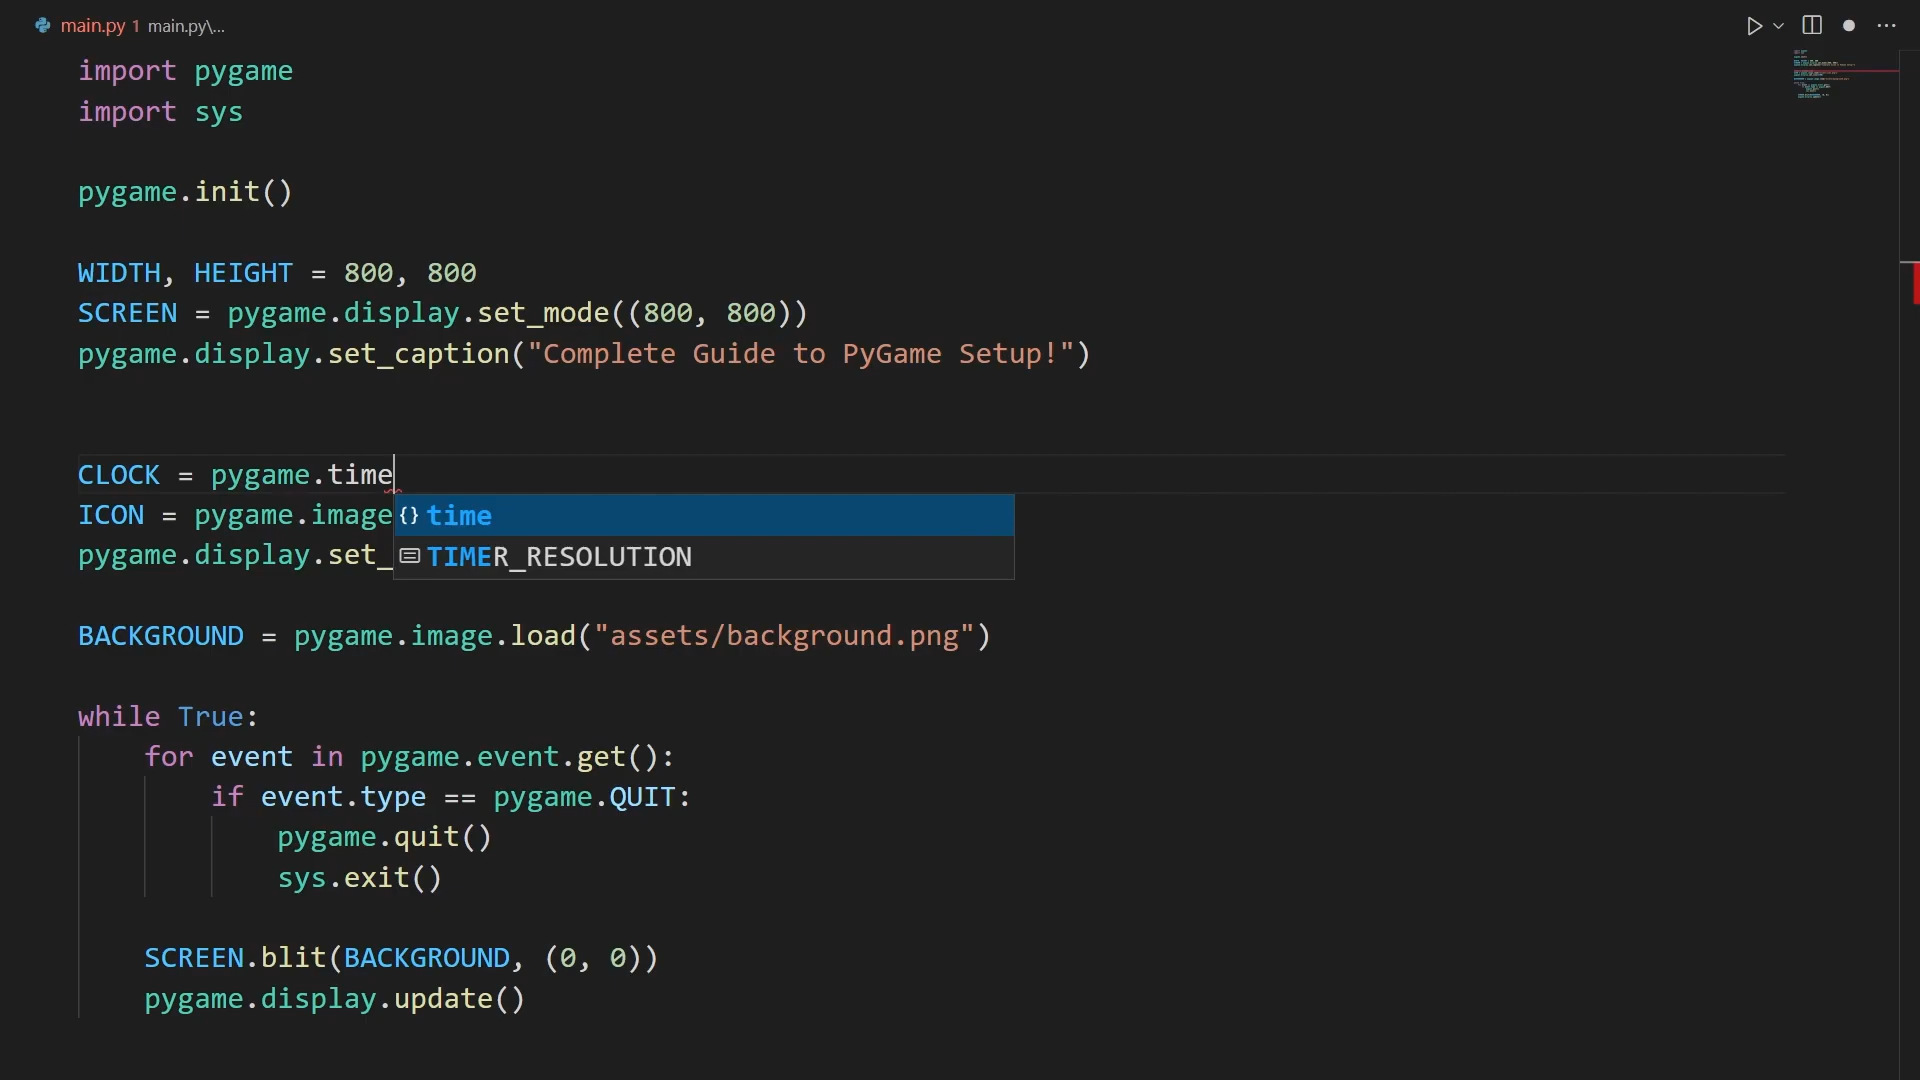 main.py 1 main.py\...
import pygame
import sys
pygame.init()
WIDTH, HEIGHT = 800, 800
SCREEN = pygame.display.set_mode((800, 800))
pygame.display.set_caption("Complete Guide to PyGame Setup!")
CLOCK = pygame.time
ICON = pygame.image
{} time
pygame.display.set_
TIMER_RESOLUTION
BACKGROUND = pygame.image.load("assets/background.png")
while True:
for event in pygame.event.get():
if event.type == pygame.QUIT:
pygame.quit()
sys.exit()
SCREEN.blit(BACKGROUND, (0, 0))
pygame.display.update()